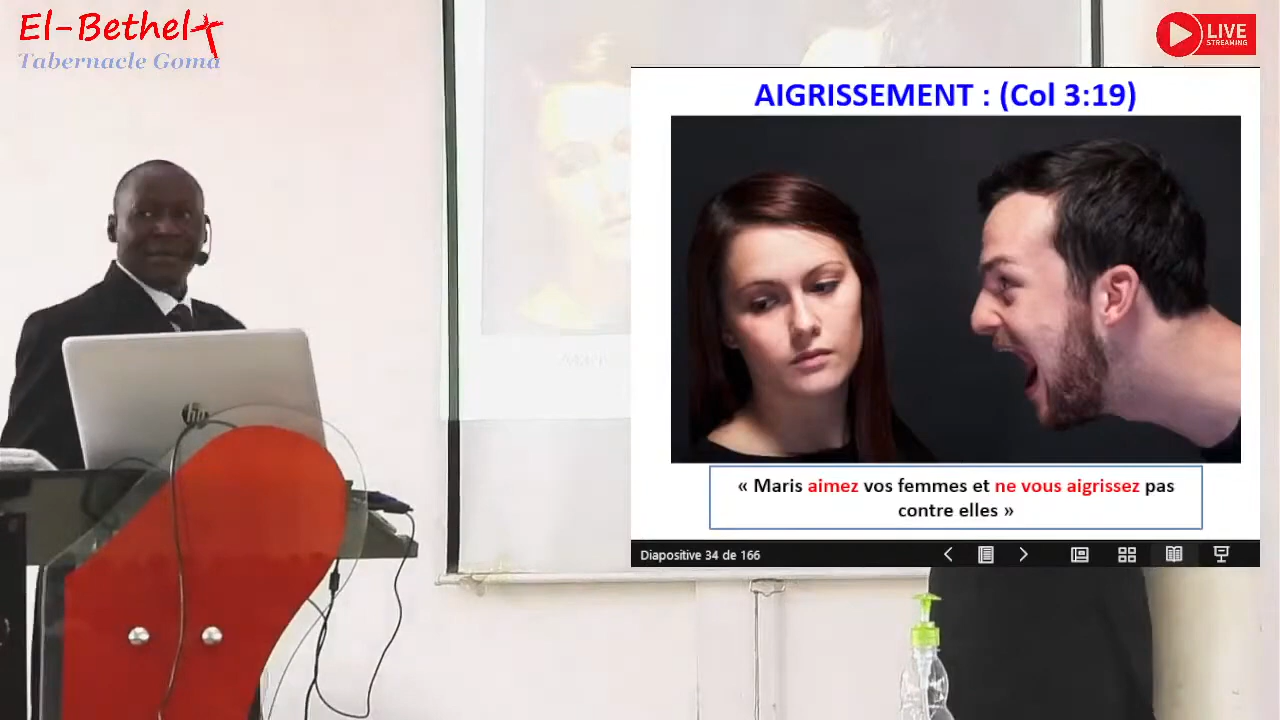 El-Bethel
Tabernacle Goma
LIVE
STREAMING
AIGRISSEMENT : (Col 3:19)
« Maris aimez vos femmes et ne vous aigrissez pas
contre elles »
Diapositive 34 de 166
hp